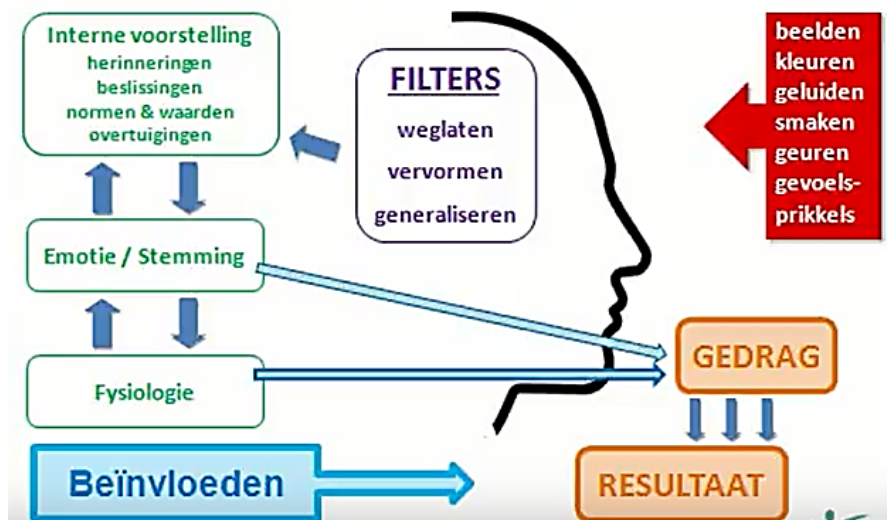 Interne voorstelling
herinneringen
beslissingen
normen & waarden
overtuigingen
FILTERS
weglaten
vervormen
generaliseren
beelden
kleuren
geluiden
smaken
geuren
gevoels-
prikkels
Emotie / Stemming
Fysiologie
GEDRAG
RESULTAAT
Beïnvloeden